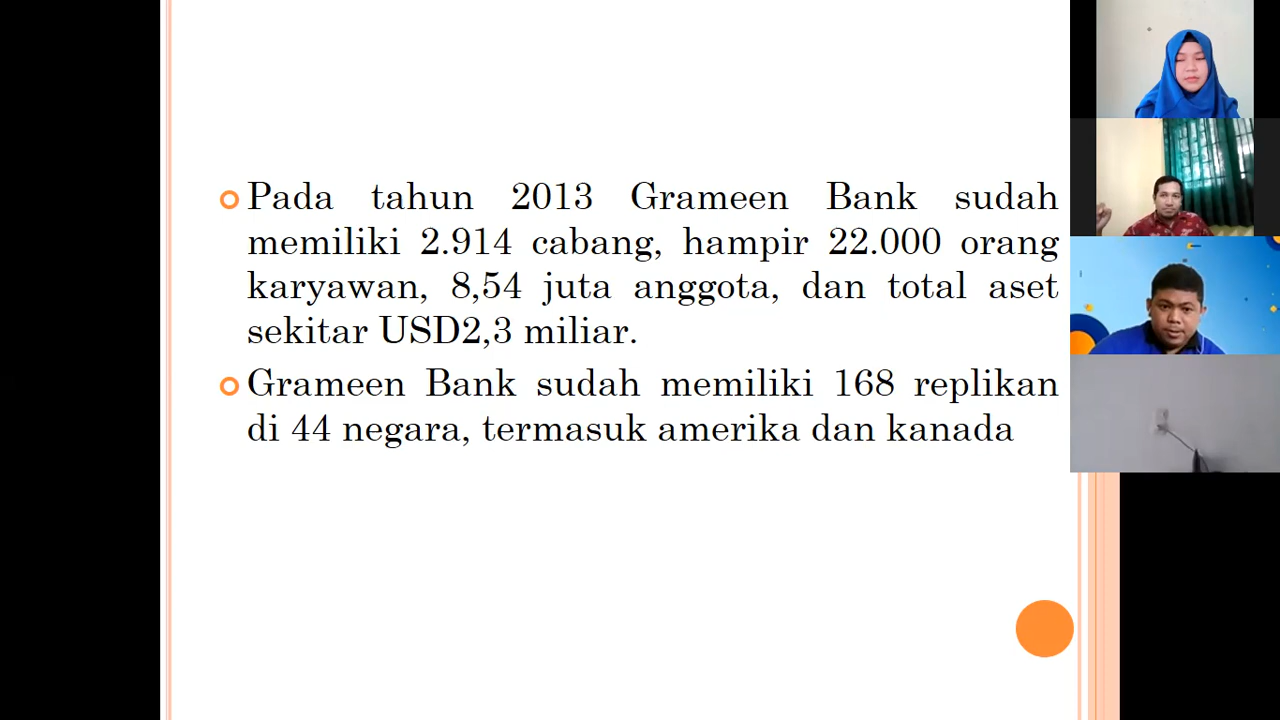 Pada tahun 2013 Grameen Bank sudah
memiliki 2.914 cabang, hampir 22.000 orang
karyawan, 8,54 juta anggota, dan total aset
sekitar USD2,3 miliar.
Grameen Bank sudah memiliki 168 replikan
di 44 negara, termasuk amerika dan kanada